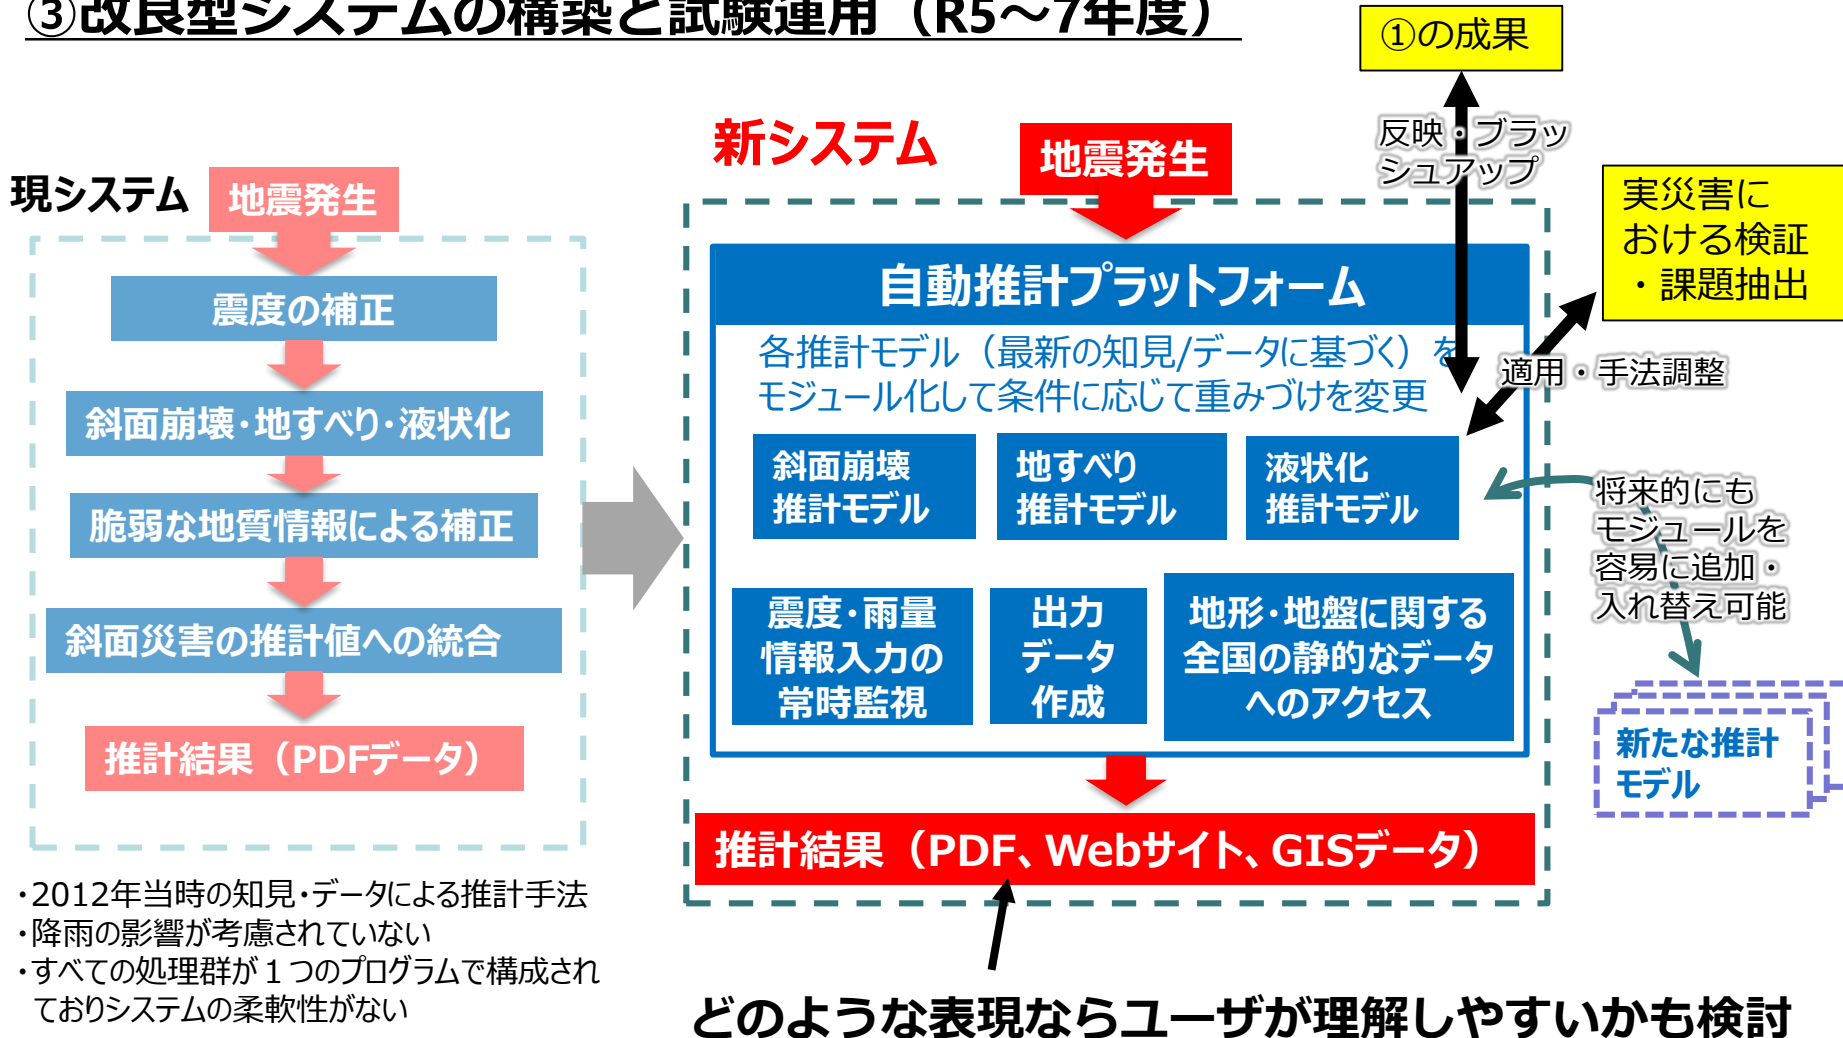 ③改良型システムの構築と試験運用（R5～7年度）
①の成果
反映・ブラッ
シュアップ
実災害に
おける検証
・課題抽出
適用・手法調整
現システム
地震発生
震度の補正
斜面崩壊・地すべり・液状化
脆弱な地質情報による補正
斜面災害の推計値への統合
推計結果（PDFデータ）
・2012年当時の知見・データによる推計手法
・降雨の影響が考慮されていない
・すべての処理群が１つのプログラムで構成され
ておりシステムの柔軟性がない
新システム
地震発生
自動推計プラットフォーム
各推計モデル（最新の知見/データに基づく）を
モジュール化して条件に応じて重みづけを変更
斜面崩壊
推計モデル
地すべり
推計モデル
液状化
推計モデル
震度・雨量
情報入力の
常時監視
出力
データ
作成
地形・地盤に関する
全国の静的なデータ
へのアクセス
将来的にも
モジュールを
容易に追加・
入れ替え可能
新たな推計
モデル
推計結果（PDF、Webサイト、GISデータ）
どのような表現ならユーザが理解しやすいかも検討